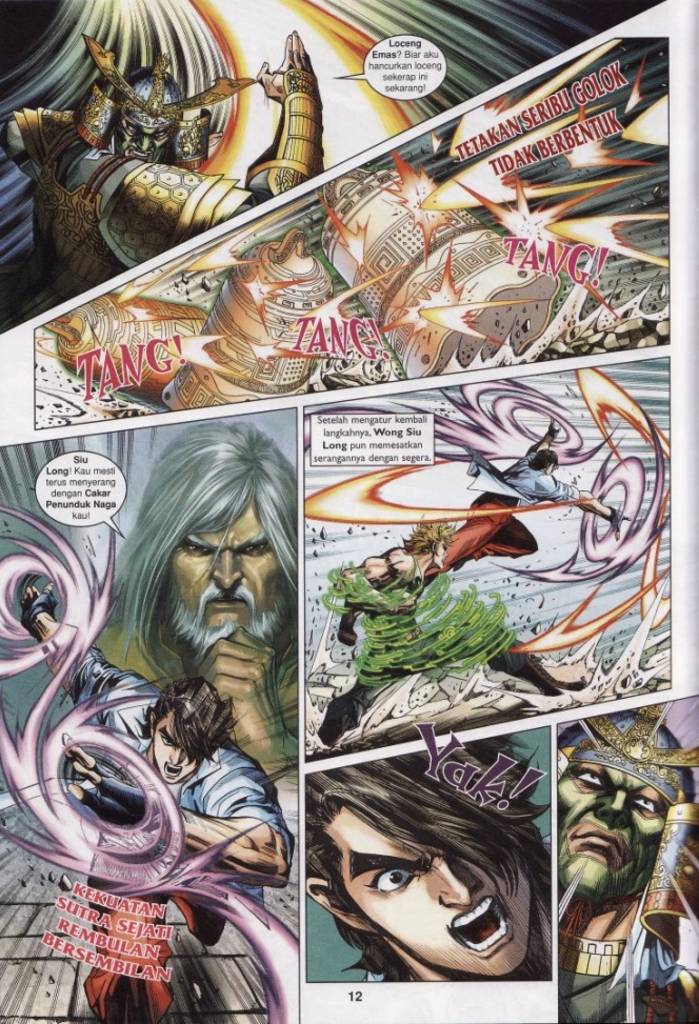 Loceng
Emas? Biar aku
hancurkan loceng
sekerap ini
sekarang!
TETAKAN SERIBU GOLOK
TIDAK BERBENTUK
TANG!
TANG!
TANG!
Siu
Long! Kau mesti
terus menyerang
dengan Cakar
Penunduk Naga
kau!
KEKUATAN
SUTRA SEJATI
REMBULAN
BERSEMBILAN
Setelah mengatur kembali
langkahnya, Wong Siu
Long pun memesatkan
serangannya dengan segera.
Yak!
12